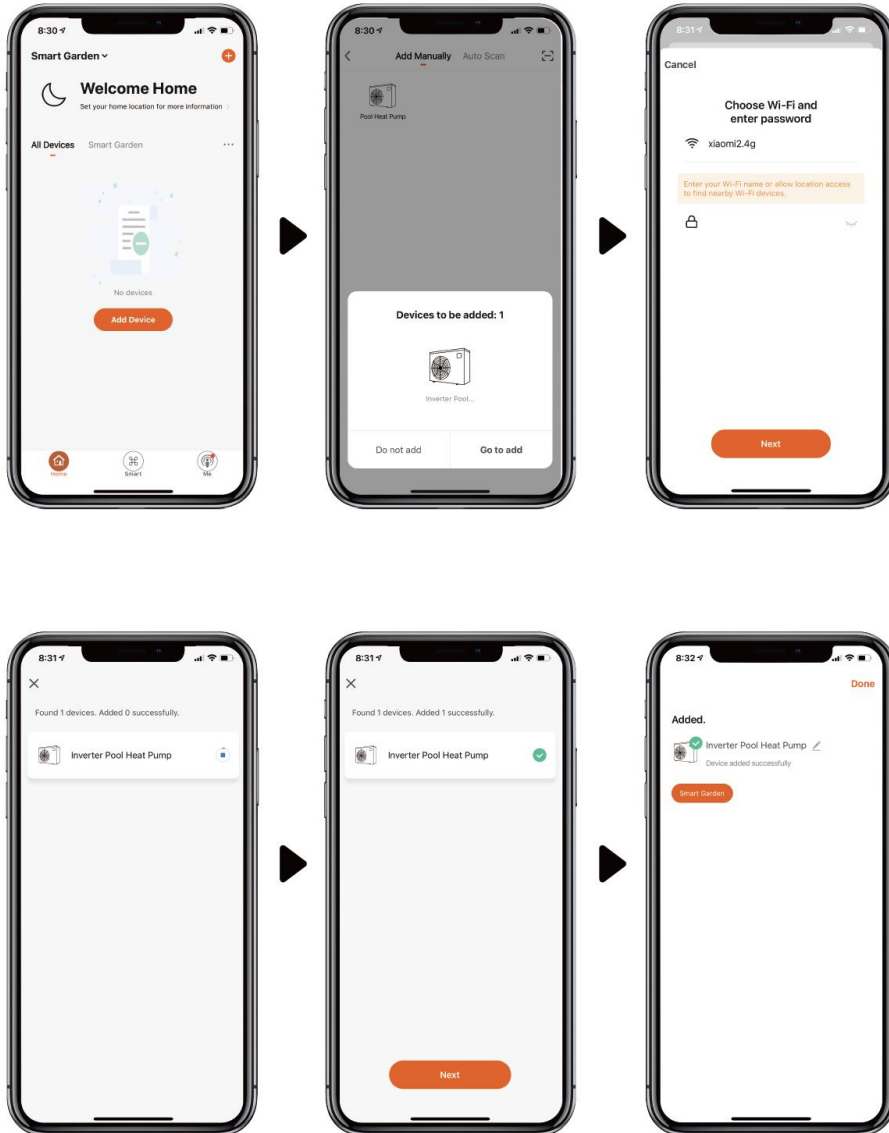 8:30
Smart Garden
Welcome Home
Set your home location for more information
All Devices Smart Garden
No devices
Add Device
Home Smart Me
8:30
Add Manually Auto Scan
Pool Heat Pump
Devices to be added: 1
Inverter Pool...
Do not add Go to add
8:31
Cancel
Choose Wi-Fi and
enter password
xiaomi2.4g
Enter your Wi-Fi name or allow location access
to find nearby Wi-Fi devices.
Next
8:31
Found 1 devices. Added 0 successfully.
Inverter Pool Heat Pump
8:31
Found 1 devices. Added 1 successfully.
Inverter Pool Heat Pump
Next
8:32
Done
Added.
Inverter Pool Heat Pump
Device added successfully
Smart Garden